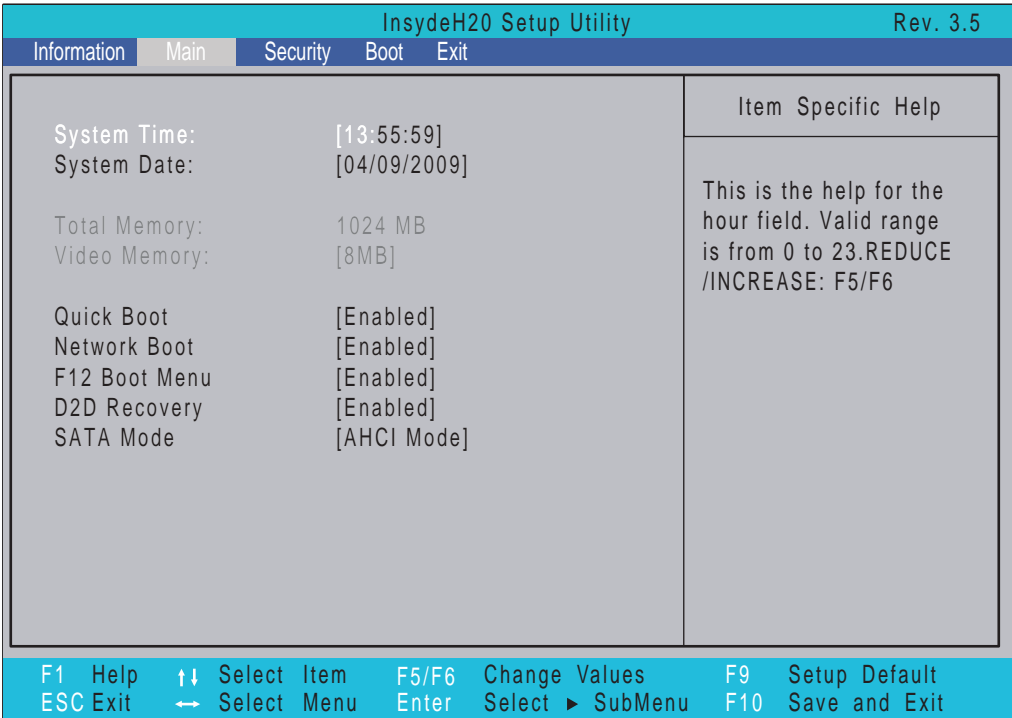 InsydeH20 Setup Utility Rev. 3.5
Information Main Security Boot Exit
Item Specific Help
System Time: [13:55:59]
System Date: [04/09/2009]
This is the help for the
hour field. Valid range
is from 0 to 23.REDUCE
/INCREASE: F5/F6
Total Memory: 1024 MB
Video Memory: [8MB]
Quick Boot [Enabled]
Network Boot [Enabled]
F12 Boot Menu [Enabled]
D2D Recovery [Enabled]
SATA Mode [AHCI Mode]
F1 Help ↑↓ Select Item F5/F6 Change Values F9 Setup Default
ESC Exit ↔ Select Menu Enter Select ► SubMenu F10 Save and Exit